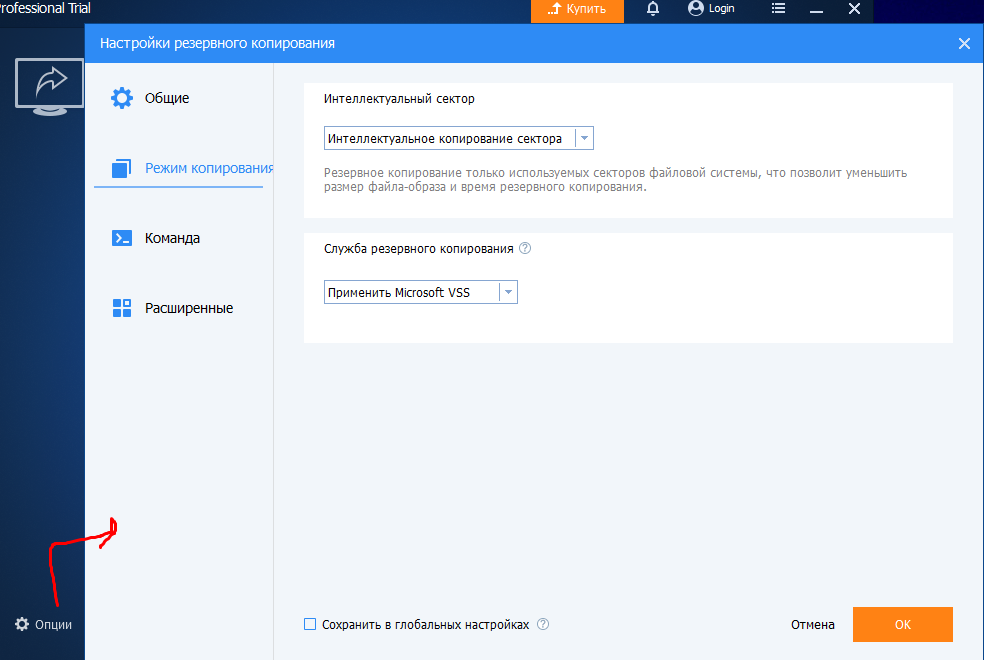 rofessional Trial
Купить
Login
Настройки резервного копирования
Общие
Режим копирования
Команда
Расширенные
Интеллектуальный сектор
Интеллектуальное копирование сектора
Резервное копирование только используемых секторов файловой системы, что позволит уменьшить
размер файла-образа и время резервного копирования.
Служба резервного копирования ?
Применить Microsoft VSS
Опции
Сохранить в глобальных настройках ?
Отмена
ОК